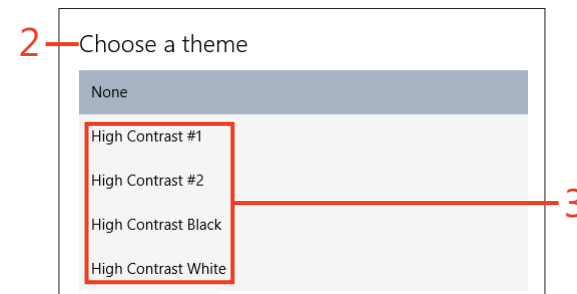 2
Choose a theme
None
High Contrast #1
High Contrast #2
3
High Contrast Black
High Contrast White